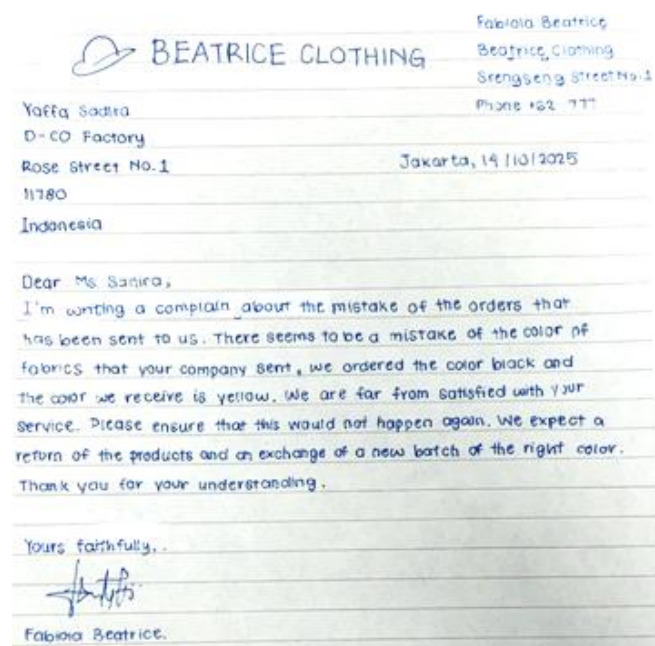 Fabiola Beatrice
BEATRICE CLOTHING
Beatrice Clothing
Srengseng Street No.1
Phone +62 777
Yaffa Sadira
D-CO Factory
Rose Street No.1
Jakarta, 14/10/2025
11780
Indonesia
Dear Ms. Sadira,
I'm writing a complain about the mistake of the orders that
has been sent to us. There seems to be a mistake of the color of
fabrics that your company sent, we ordered the color black and
the color we receive is yellow. We are far from satisfied with your
service. Please ensure that this would not happen again. We expect a
return of the products and an exchange of a new batch of the right color.
Thank you for your understanding.
Yours faithfully,.
Fabiola Beatrice.